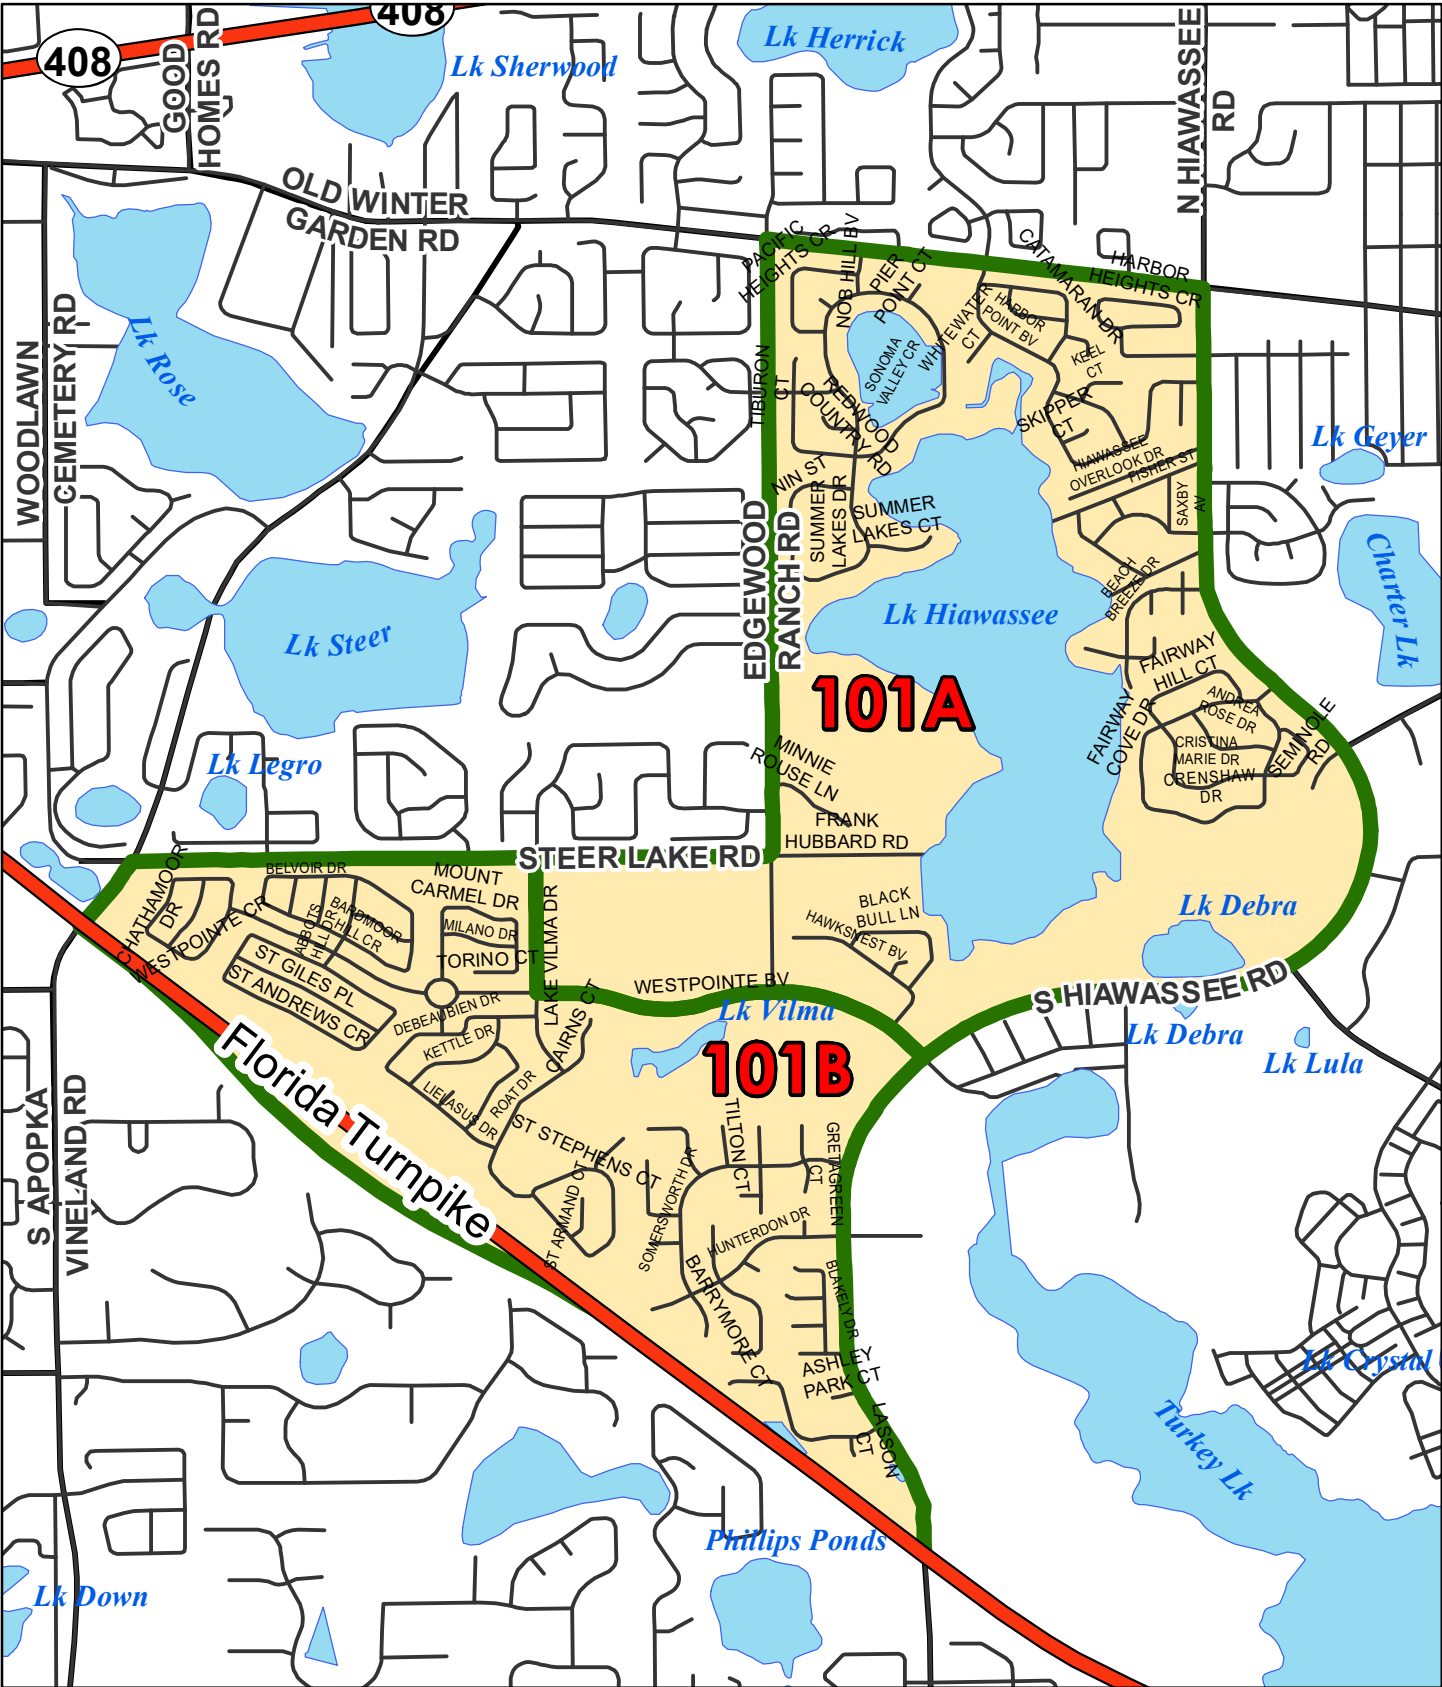 408
408
GOOD
HOMES RD
Lk Sherwood
Lk Herrick
N HIAWASSEE
RD
OLD WINTER
GARDEN RD
PACIFIC
HEIGHTS CR
NOB HILL BV
PIER
POINT CT
CATAMARAN DR
HARBOR
HEIGHTS CR
WHITEWATER
CT
HARBOR
POINT BV
KEEL
CT
SONOMA
VALLEY CR
TIBURON
CT
REDWOOD
COUNTRY RD
SKIPPER
CT
HIAWASSEE
OVERLOOK DR
FISHER ST
SAXBY
AV
Lk Geyer
Lk Rose
WOODLAWN
CEMETERY RD
NIN ST
SUMMER
LAKES DR
SUMMER
LAKES CT
EDGEWOOD
RANCH RD
Charter Lk
BEACH
BREEZE DR
Lk Hiawassee
Lk Steer
FAIRWAY
HILL CT
FAIRWAY
COVE DR
ANDREA
ROSE DR
CRISTINA
MARIE DR
CRENSHAW
DR
SEMINOLE
RD
101A
MINNIE
ROUSE LN
FRANK
HUBBARD RD
Lk Legro
STEER LAKE RD
CHATHAMOOR
DR
BELVOIR DR
MOUNT
CARMEL DR
WESTPOINTE CR
ABBOTS
HILL DR
BARDMOOR
HILL CR
MILANO DR
TORINO CT
LAKE VILMA DR
BLACK
BULL LN
HAWKSNEST BV
Lk Debra
ST GILES PL
ST ANDREWS CR
DEBEAUBIEN DR
KETTLE DR
CAIRNS CT
WESTPOINTE BV
Lk Vilma
S HIAWASSEE RD
Lk Debra
Lk Lula
101B
Florida Turnpike
LIELASUS DR
ROAT DR
ST STEPHENS CT
ST ARMAND CT
SOMERSWORTH DR
TILTON CT
GRETAGREEN
CT
HUNTERDON DR
BARRYMORE CT
BLAKELY DR
ASHLEY
PARK CT
LASSON
CT
S APOPKA
VINELAND RD
Lk Crystal
Turkey Lk
Phillips Ponds
Lk Down